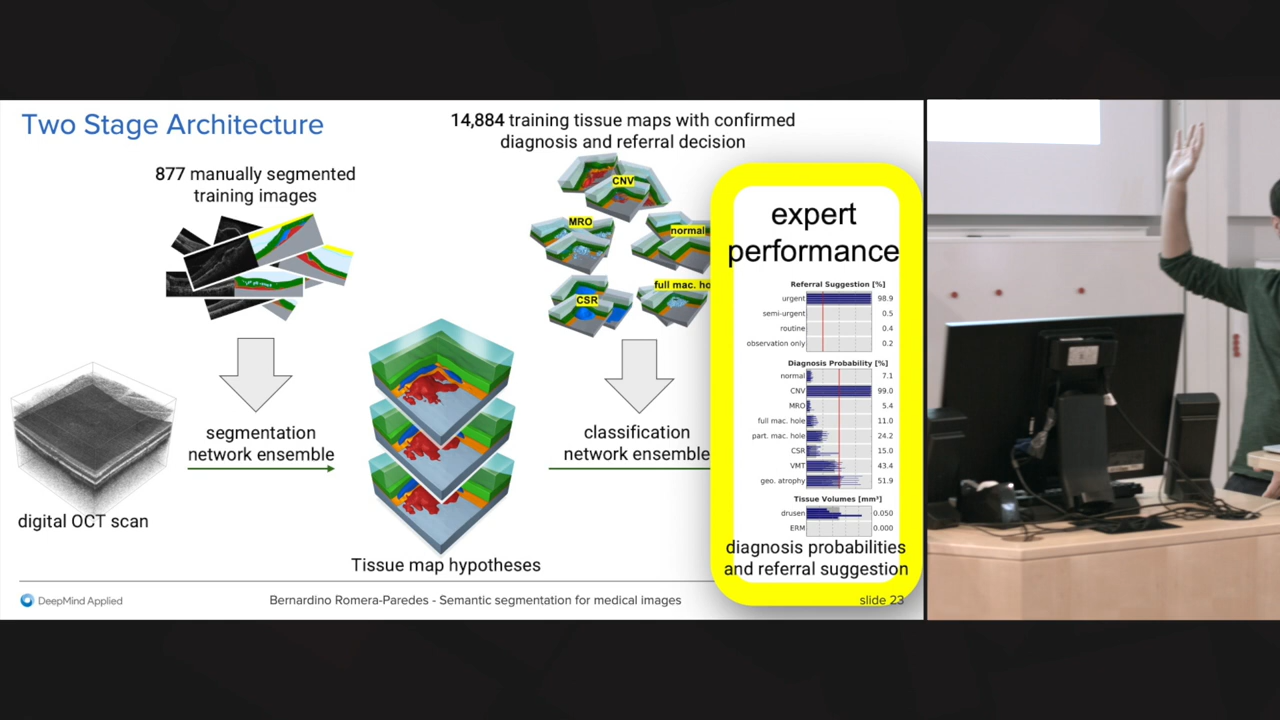 Two Stage Architecture
14,884 training tissue maps with confirmed
diagnosis and referral decision
877 manually segmented
training images
CNV
MRO
normal
CSR
full mac. ho
segmentation
network ensemble
classification
network ensemble
digital OCT scan
Tissue map hypotheses
expert
performance
Referral Suggestion [%]
urgent 98.9
semi-urgent 0.5
routine 0.4
observation only 0.2
Diagnosis Probability [%]
normal 7.1
CNV 99.0
MRO 5.4
full mac. hole 11.0
part. mac. hole 24.2
CSR 15.0
VMT 43.4
geo. atrophy 51.9
Tissue Volumes [mm³]
drusen 0.050
ERM 0.000
diagnosis probabilities
and referral suggestion
DeepMind Applied
Bernardino Romera-Paredes - Semantic segmentation for medical images
slide 23